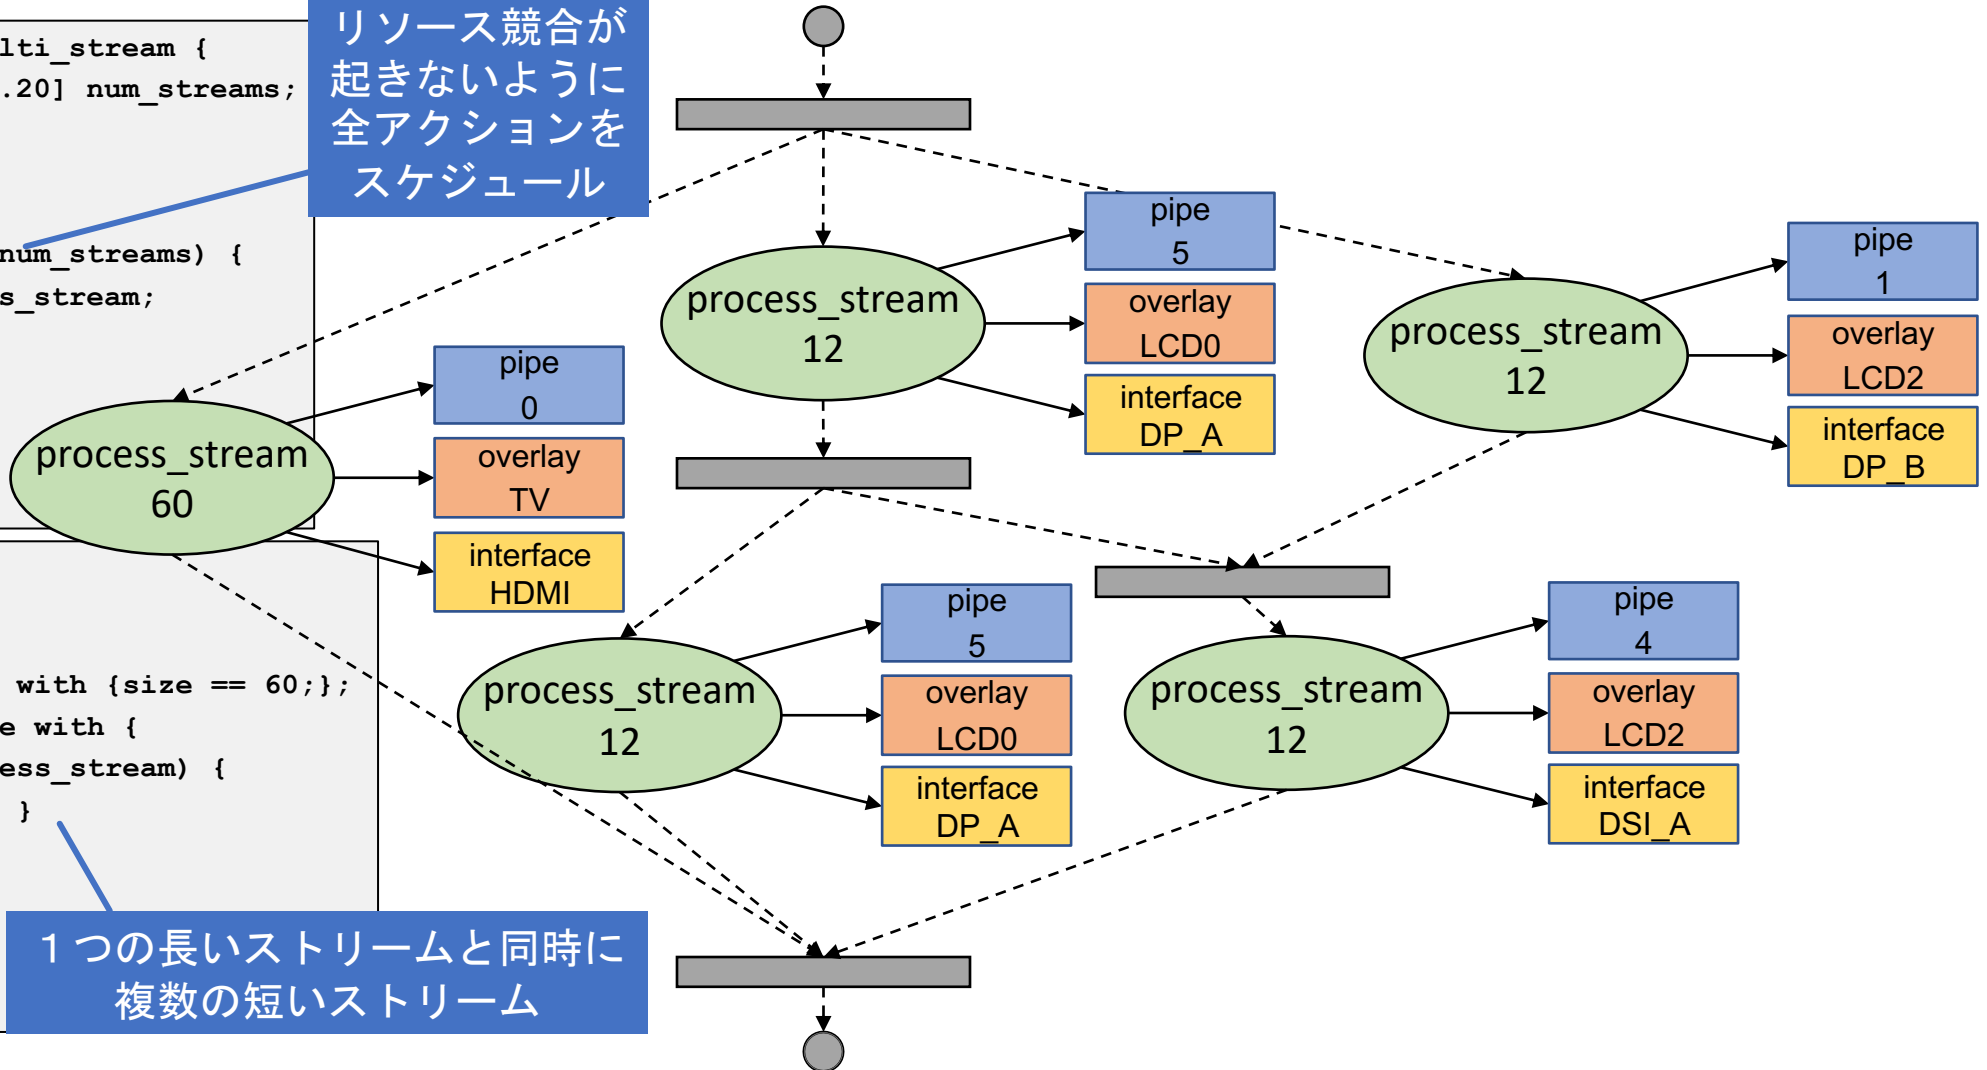 lti_stream {
.20] num_streams;
num_streams) {
s_stream;
リソース競合が
起きないように
全アクションを
スケジュール
pipe
5
overlay
LCD0
interface
DP_A
process_stream
12
pipe
1
overlay
LCD2
interface
DP_B
process_stream
12
pipe
0
overlay
TV
interface
HDMI
process_stream
60
with {size == 60;};
e with {
ess_stream) {
}
pipe
5
overlay
LCD0
interface
DP_A
process_stream
12
pipe
4
overlay
LCD2
interface
DSI_A
process_stream
12
１つの長いストリームと同時に
複数の短いストリーム